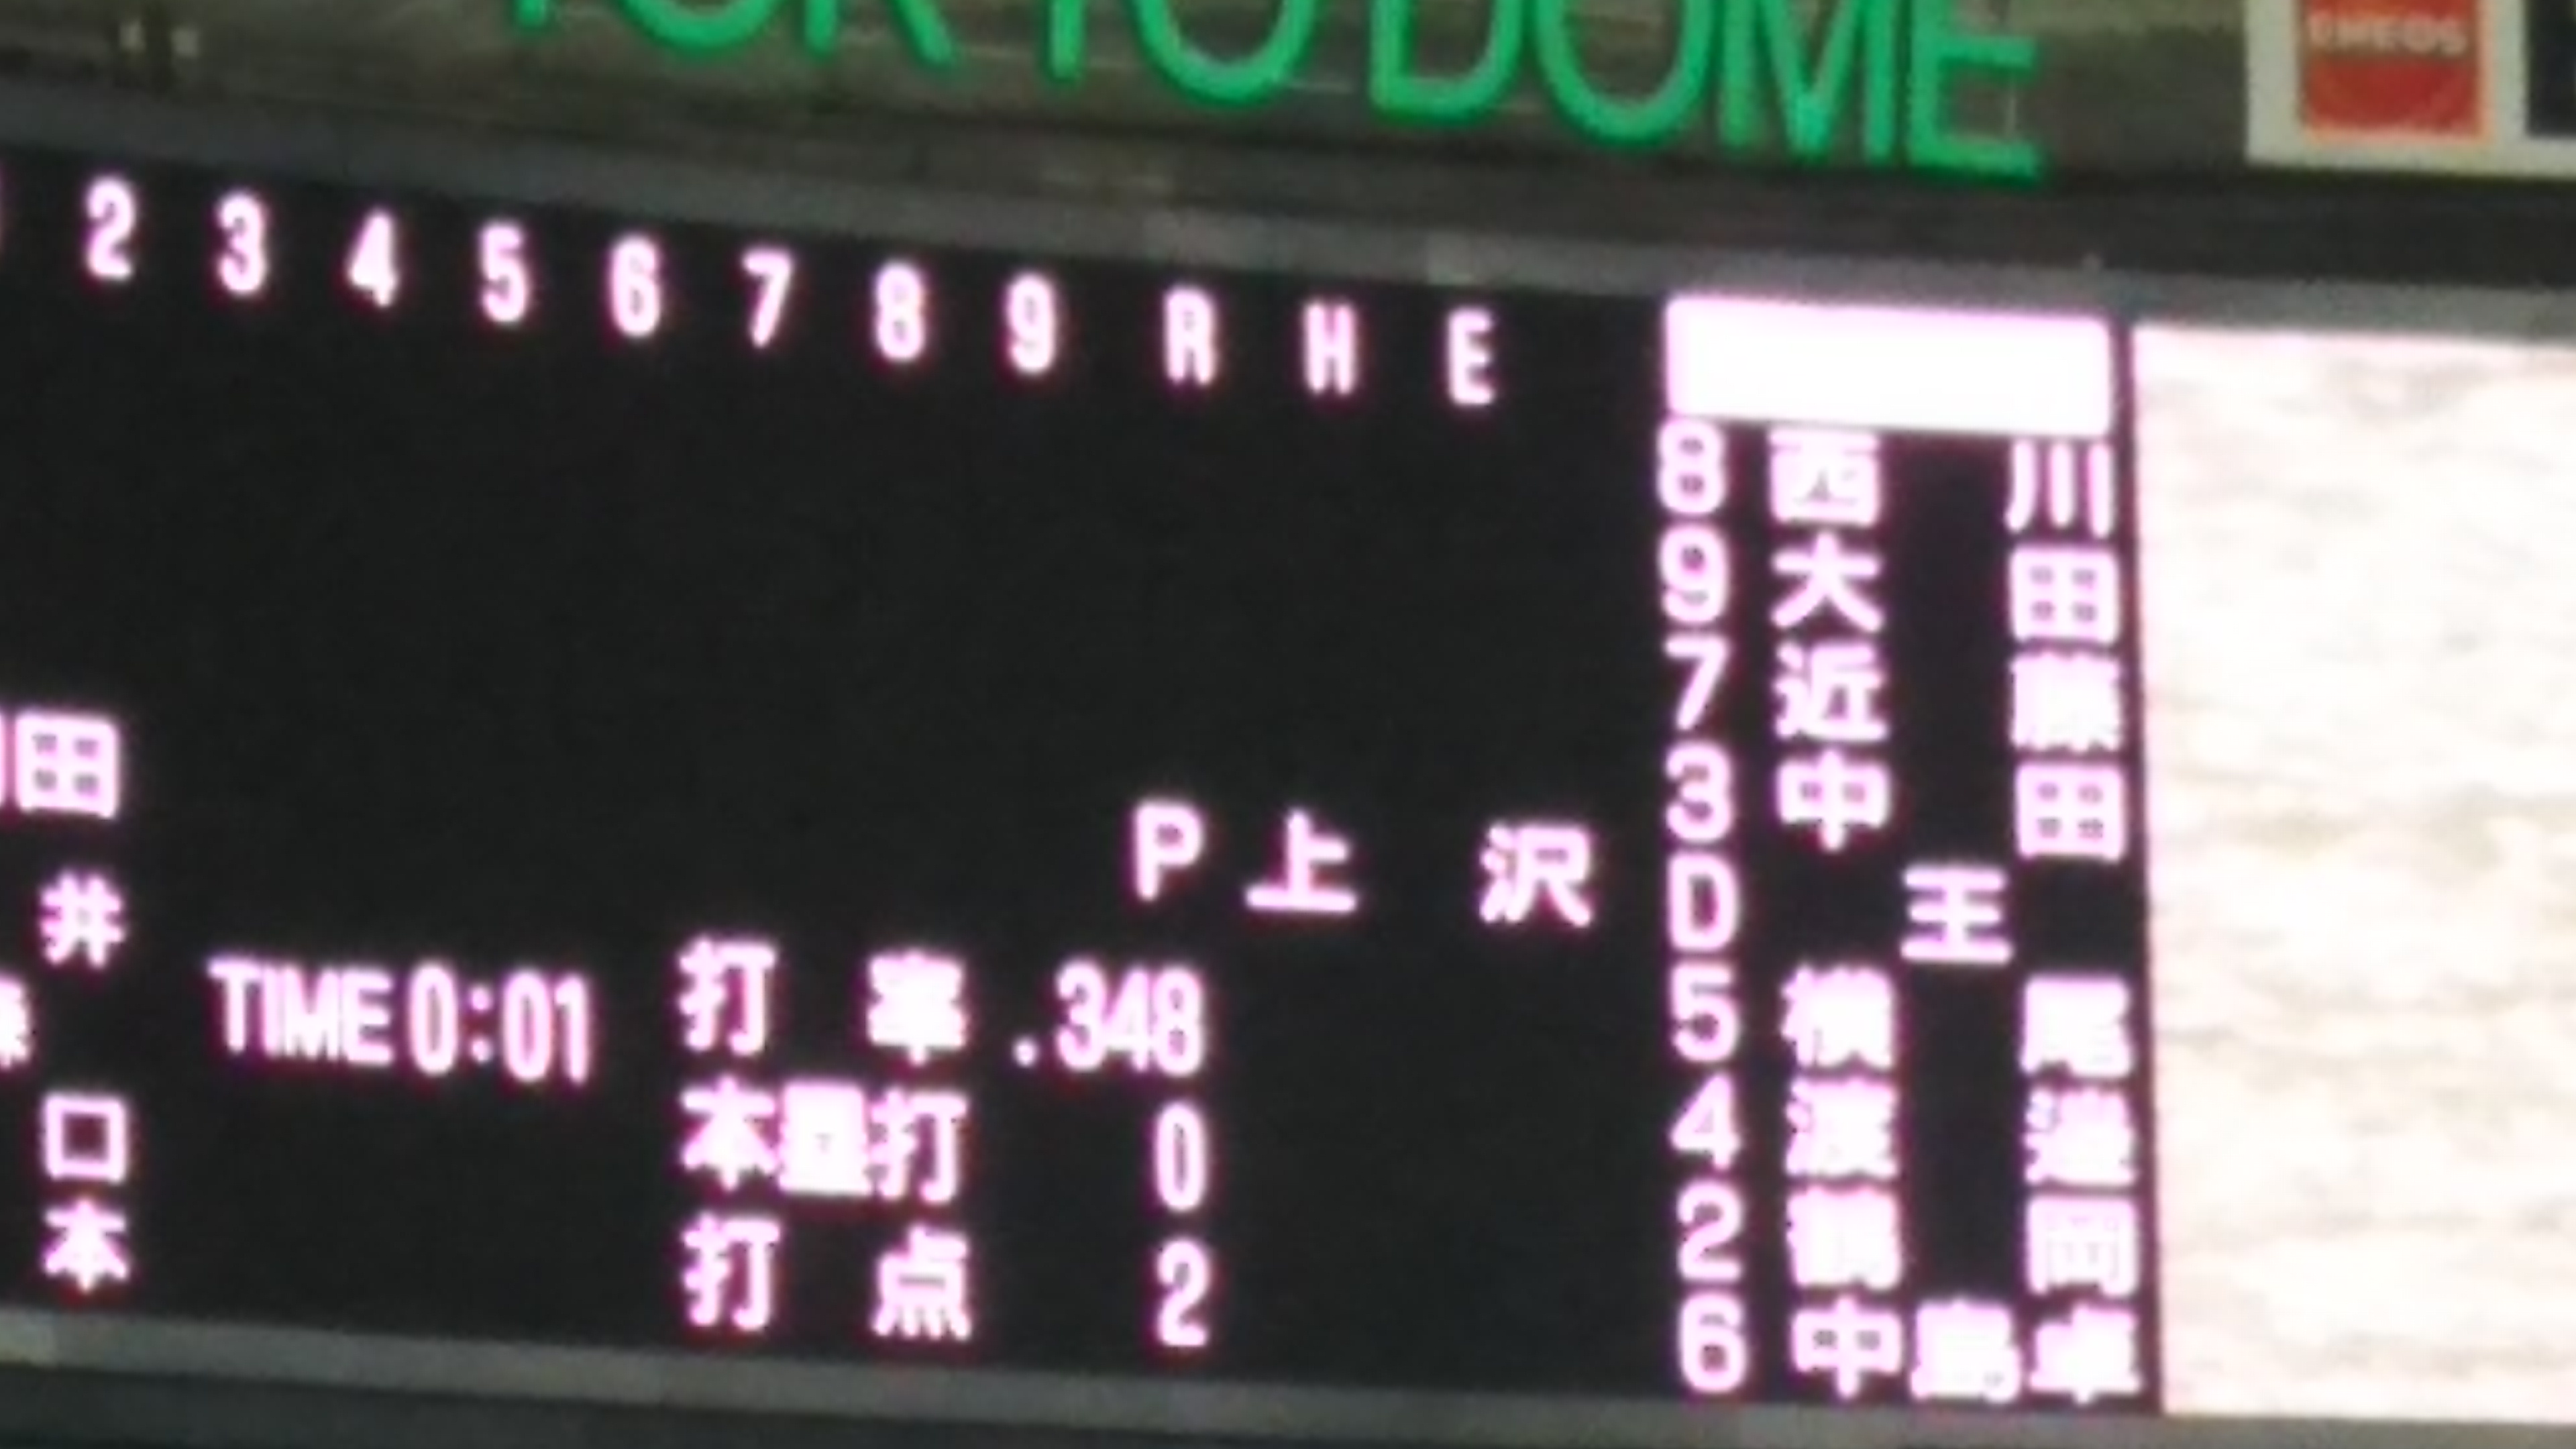 TOKYO DOME
ENEOS
2 3 4 5 6 7 8 9 R H E
8 西 川
9 大 田
7 近 藤
3 中 田
D 王
5 横 尾
4 渡 邉
2 鶴 岡
6 中島卓
田
P 上 沢
井
TIME 0:01
打 率 .348
本塁打 0
打 点 2
口
本